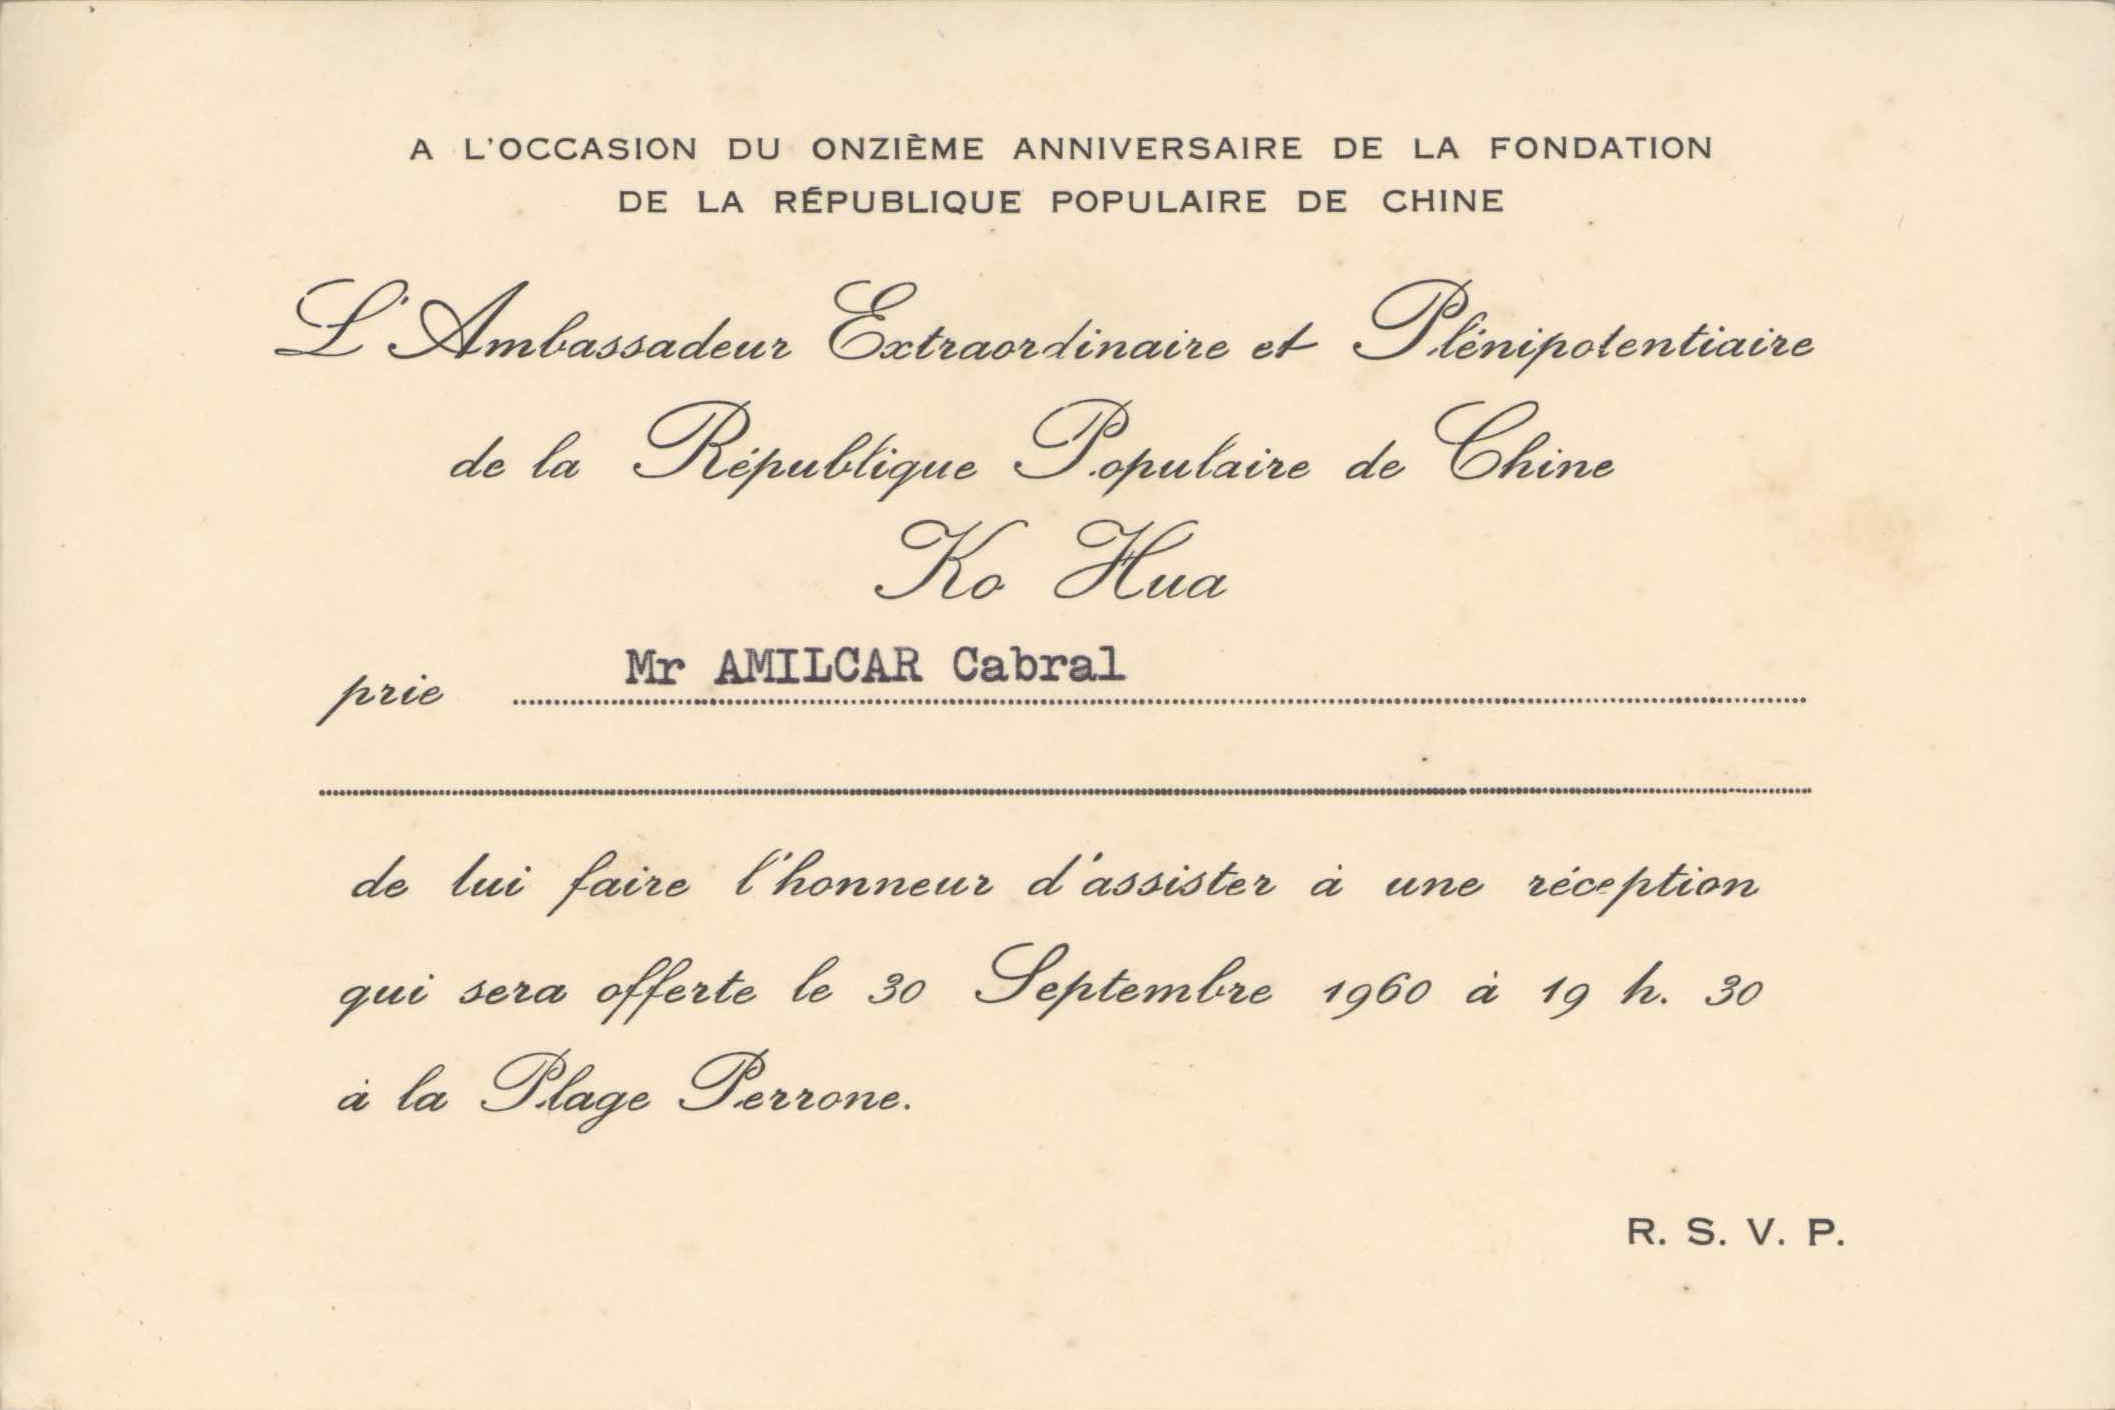 A L'OCCASION DU ONZIÈME ANNIVERSAIRE DE LA FONDATION
DE LA RÉPUBLIQUE POPULAIRE DE CHINE
L'Ambassadeur Extraordinaire et Plénipotentiaire
de la République Populaire de Chine
Ko Hua
prie Mr AMILCAR Cabral
de lui faire l'honneur d'assister à une réception
qui sera offerte le 30 Septembre 1960 à 19 h. 30
à la Plage Perrone.
R. S. V. P.